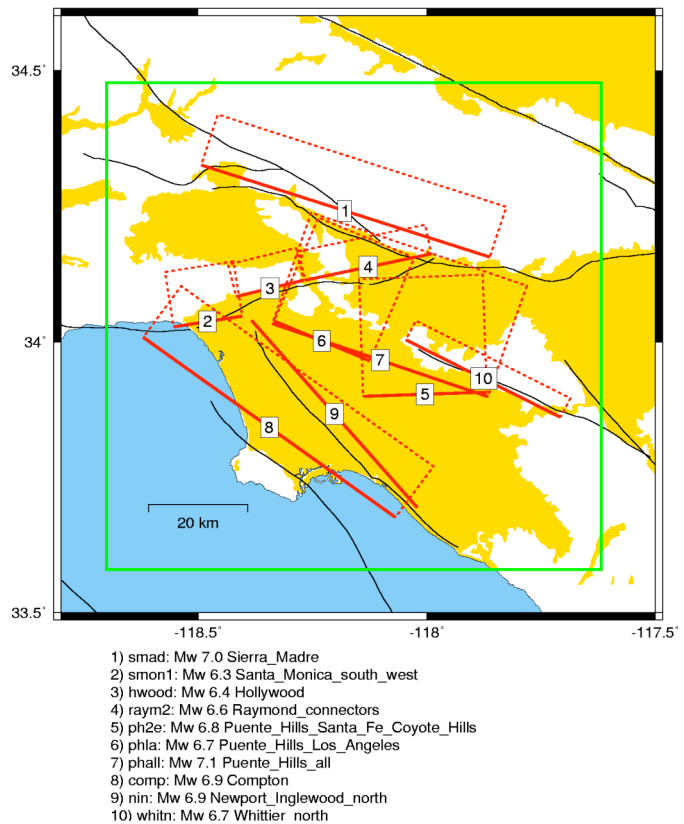 34.5°
34°
33.5°
-118.5°
-118°
-117.5°
1
4
3
2
6
7
10
5
9
8
20 km
1) smad: Mw 7.0 Sierra_Madre
2) smon1: Mw 6.3 Santa_Monica_south_west
3) hwood: Mw 6.4 Hollywood
4) raym2: Mw 6.6 Raymond_connectors
5) ph2e: Mw 6.8 Puente_Hills_Santa_Fe_Coyote_Hills
6) phla: Mw 6.7 Puente_Hills_Los_Angeles
7) phall: Mw 7.1 Puente_Hills_all
8) comp: Mw 6.9 Compton
9) nin: Mw 6.9 Newport_Inglewood_north
10) whitn: Mw 6.7 Whittier_north